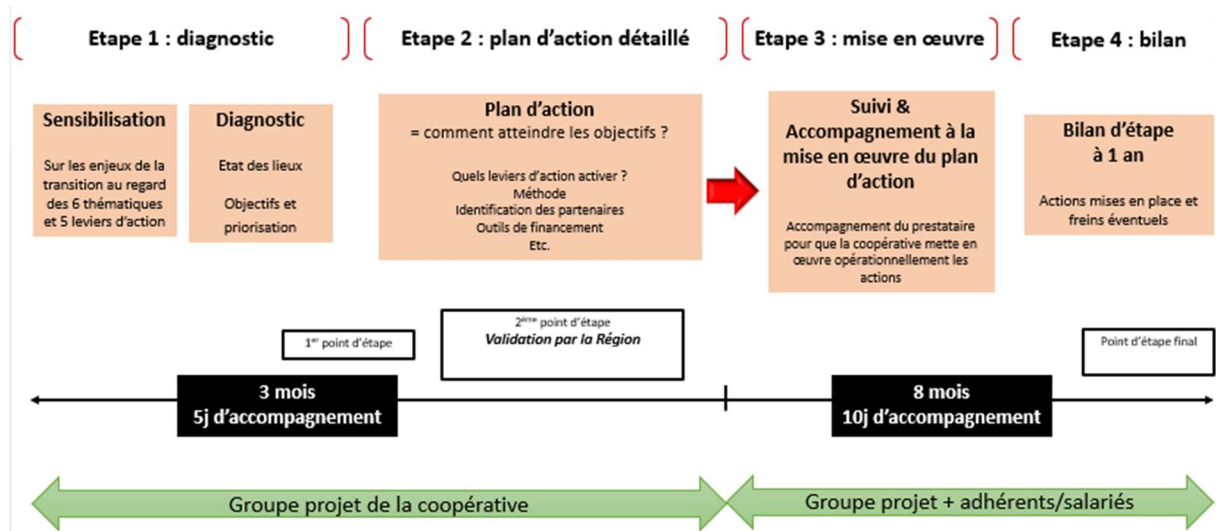 Etape 1 : diagnostic
Etape 2 : plan d'action détaillé
Etape 3 : mise en œuvre
Etape 4 : bilan
Sensibilisation
Sur les enjeux de la
transition au regard
des 6 thématiques
et 5 leviers d'action
Diagnostic
Etat des lieux
Objectifs et
priorisation
Plan d'action
= comment atteindre les objectifs ?
Quels leviers d'action activer ?
Méthode
Identification des partenaires
Outils de financement
Etc.
Suivi &
Accompagnement à la
mise en œuvre du plan
d'action
Accompagnement du prestataire
pour que la coopérative mette en
œuvre opérationnellement les
actions
Bilan d'étape
à 1 an
Actions mises en place et
freins éventuels
1er point d'étape
2ème point d'étape
Validation par la Région
Point d'étape final
3 mois
5j d'accompagnement
8 mois
10j d'accompagnement
Groupe projet de la coopérative
Groupe projet + adhérents/salariés